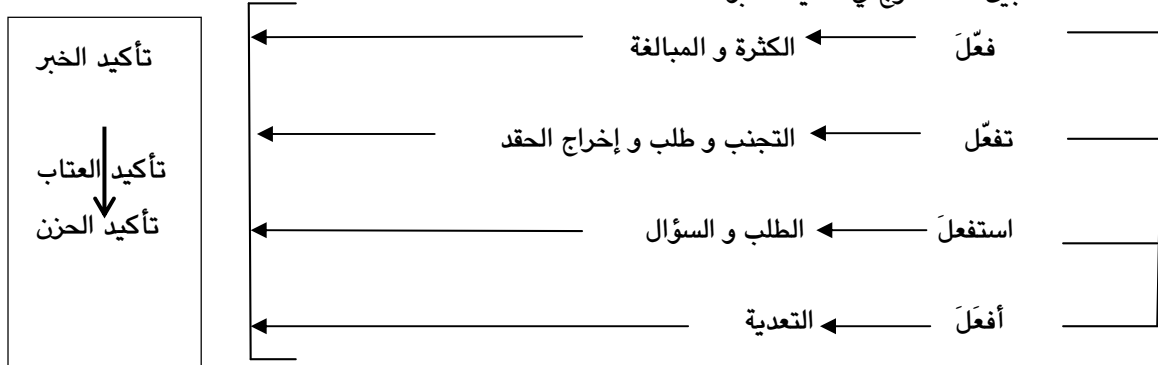 فعّلَ الكثرة و المبالغة
تفعّل التجنب و طلب و إخراج الحقد
استفعلَ الطلب و السؤال
أفعَلَ التعدية
تأكيد الخبر
تأكيد العتاب
تأكيد الحزن